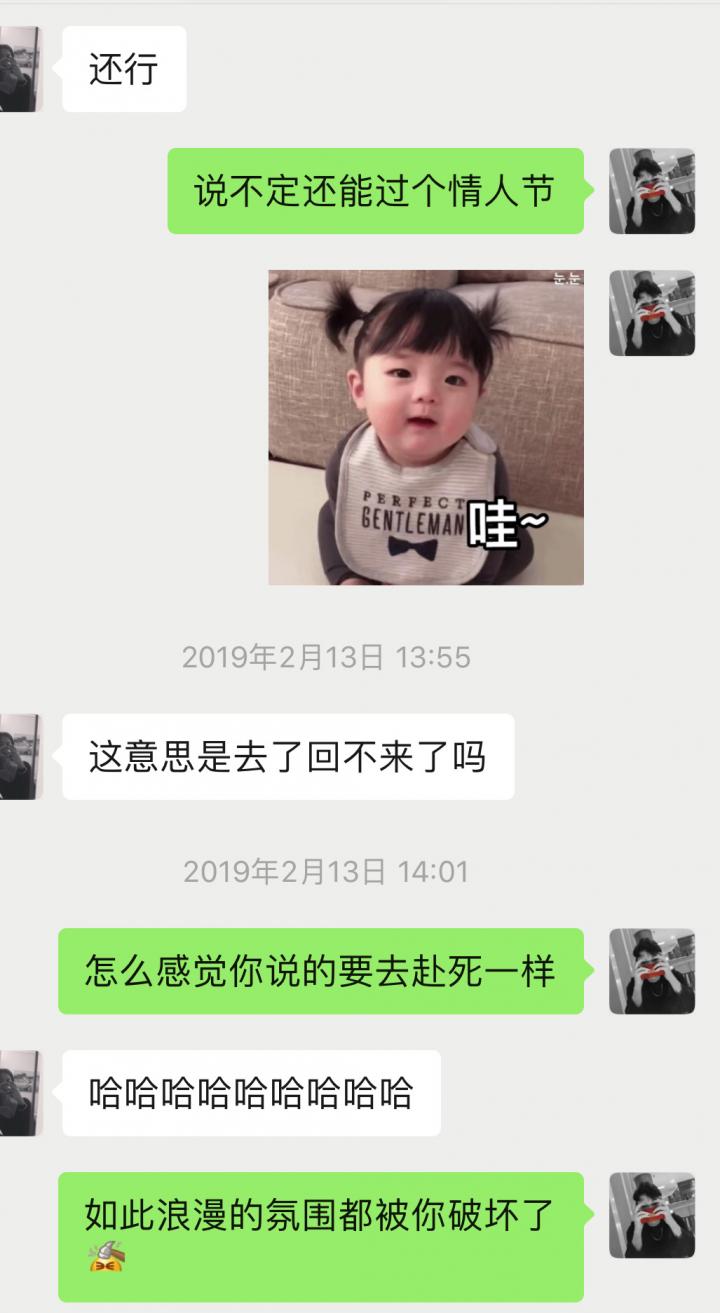 还行
说不定还能过个情人节
눈.눈
PERFECT
GENTLEMAN
哇~
2019年2月13日 13:55
这意思是去了回不来了吗
2019年2月13日 14:01
怎么感觉你说的要去赴死一样
哈哈哈哈哈哈哈哈哈
如此浪漫的氛围都被你破坏了